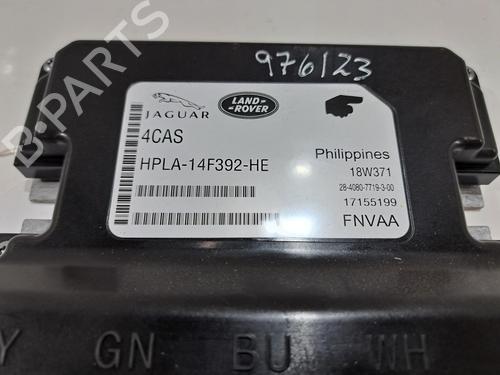 976123
JAGUAR
LAND-
ROVER
4CAS
HPLA-14F392-HE
Philippines
18W371
28-4080-7719-3-00
17155199
FNVAA
Y GN BU WH
B-PARTS